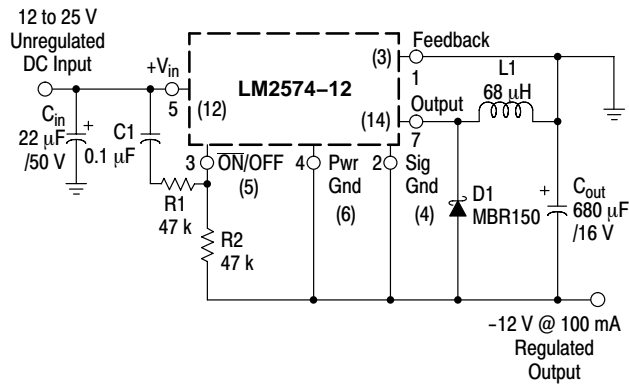 12 to 25 V
Unregulated
DC Input
+Vin
5
(12)
LM2574–12
(3)
Feedback
1
(14)
Output
7
L1
68 μH
Cin
22 μF
/50 V
+
C1
0.1 μF
3
ON/OFF
(5)
4
Pwr
Gnd
(6)
2
Sig
Gnd
(4)
R1
47 k
R2
47 k
D1
MBR150
+
Cout
680 μF
/16 V
–12 V @ 100 mA
Regulated
Output